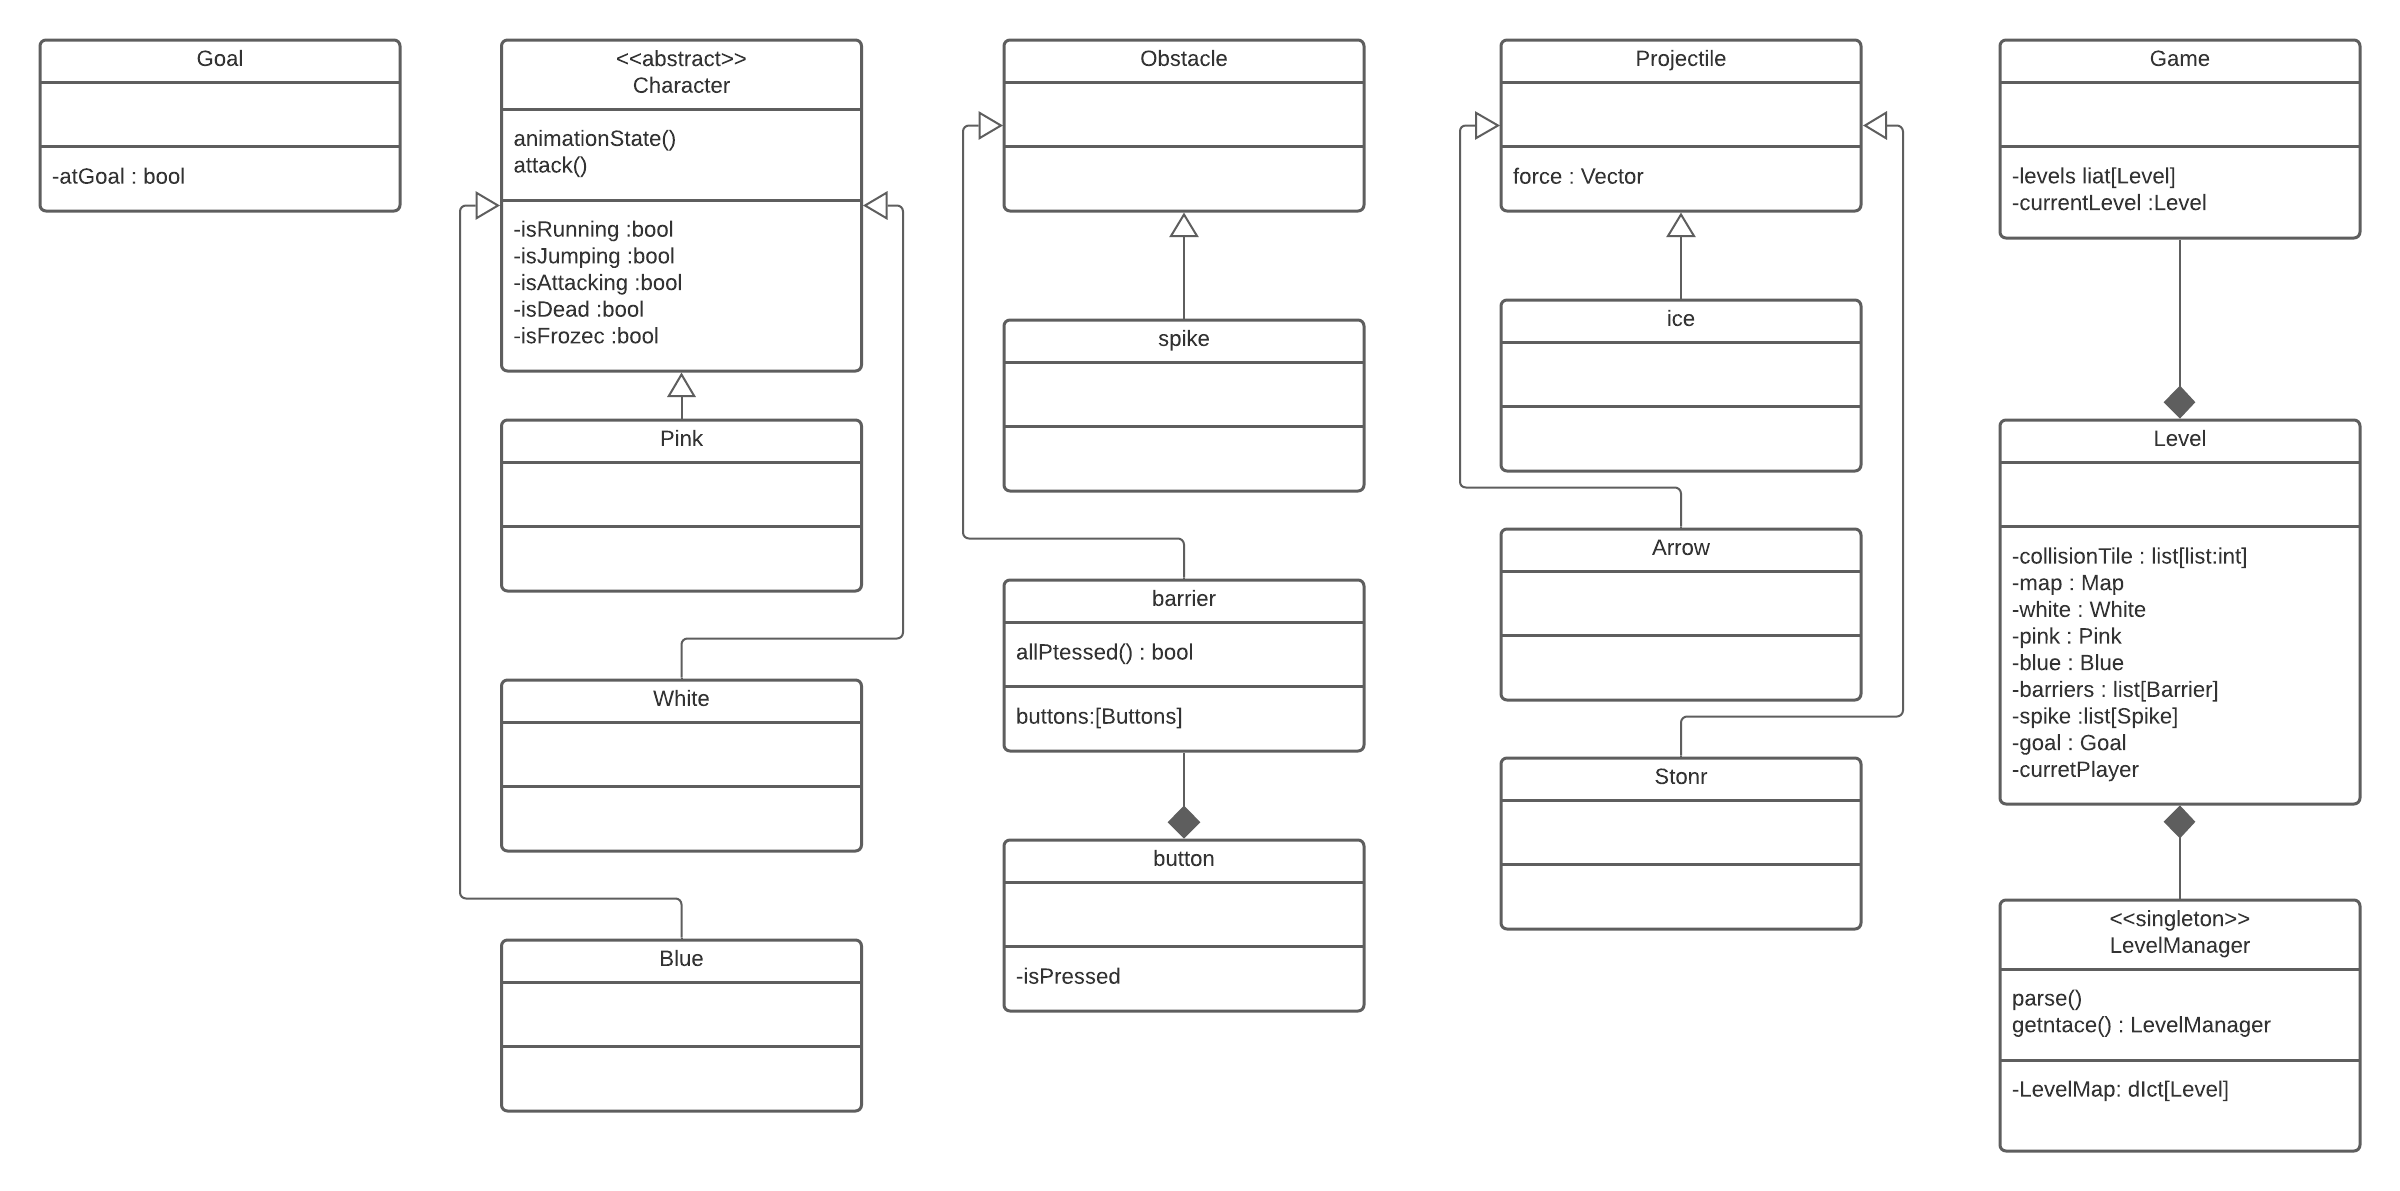 Goal
-atGoal : bool
<<abstract>>
Character
animationState()
attack()
-isRunning :bool
-isJumping :bool
-isAttacking :bool
-isDead :bool
-isFrozec :bool
Pink
White
Blue
Obstacle
spike
barrier
allPtessed() : bool
buttons:[Buttons]
button
-isPressed
Projectile
force : Vector
ice
Arrow
Stonr
Game
-levels liat[Level]
-currentLevel :Level
Level
-collisionTile : list[list:int]
-map : Map
-white : White
-pink : Pink
-blue : Blue
-barriers : list[Barrier]
-spike :list[Spike]
-goal : Goal
-curretPlayer
<<singleton>>
LevelManager
parse()
getntace() : LevelManager
-LevelMap: dIct[Level]